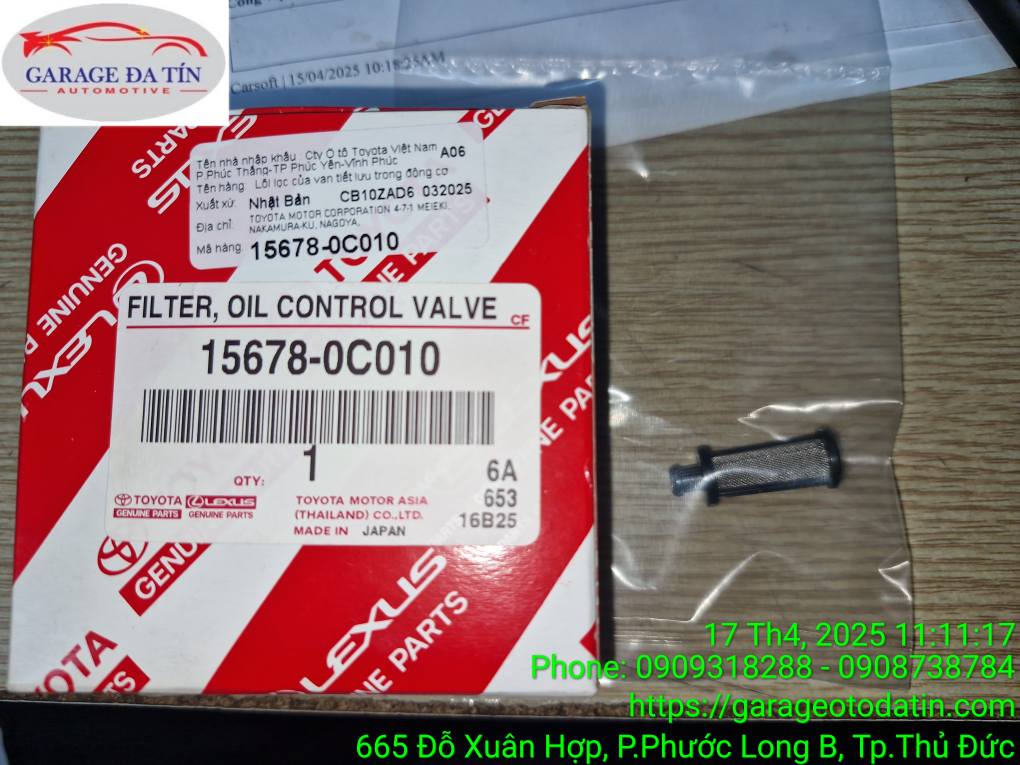 GARAGE ĐA TÍN
AUTOMOTIVE
Carsoft | 15/04/2025 10:18:25AM
Tên nhà nhập khẩu : Cty Ô tô Toyota Việt Nam
P.Phúc Thắng-TP Phúc Yên-Vĩnh Phúc
A06
Tên hàng: Lõi lọc của van tiết lưu trong động cơ
Xuất xứ: Nhật Bản CB10ZAD6 032025
Địa chỉ: TOYOTA MOTOR CORPORATION 4-7-1 MEIEKI,
NAKAMURA-KU, NAGOYA,
Mã hàng: 15678-0C010
FILTER, OIL CONTROL VALVE
CF
15678-0C010
1
QTY:
6A
653
16B25
TOYOTA
GENUINE PARTS
LEXUS
GENUINE PARTS
TOYOTA MOTOR ASIA
(THAILAND) CO.,LTD.
MADE IN JAPAN
PARTS
LEXUS
GENUINE
LEXUS
GENUINE PA
TOYOTA
GENUINE
LEXUS
PARTS
17 Th4, 2025 11:11:17
Phone: 0909318288 - 0908738784
https://garageotodatin.com
665 Đỗ Xuân Hợp, P.Phước Long B, Tp.Thủ Đức